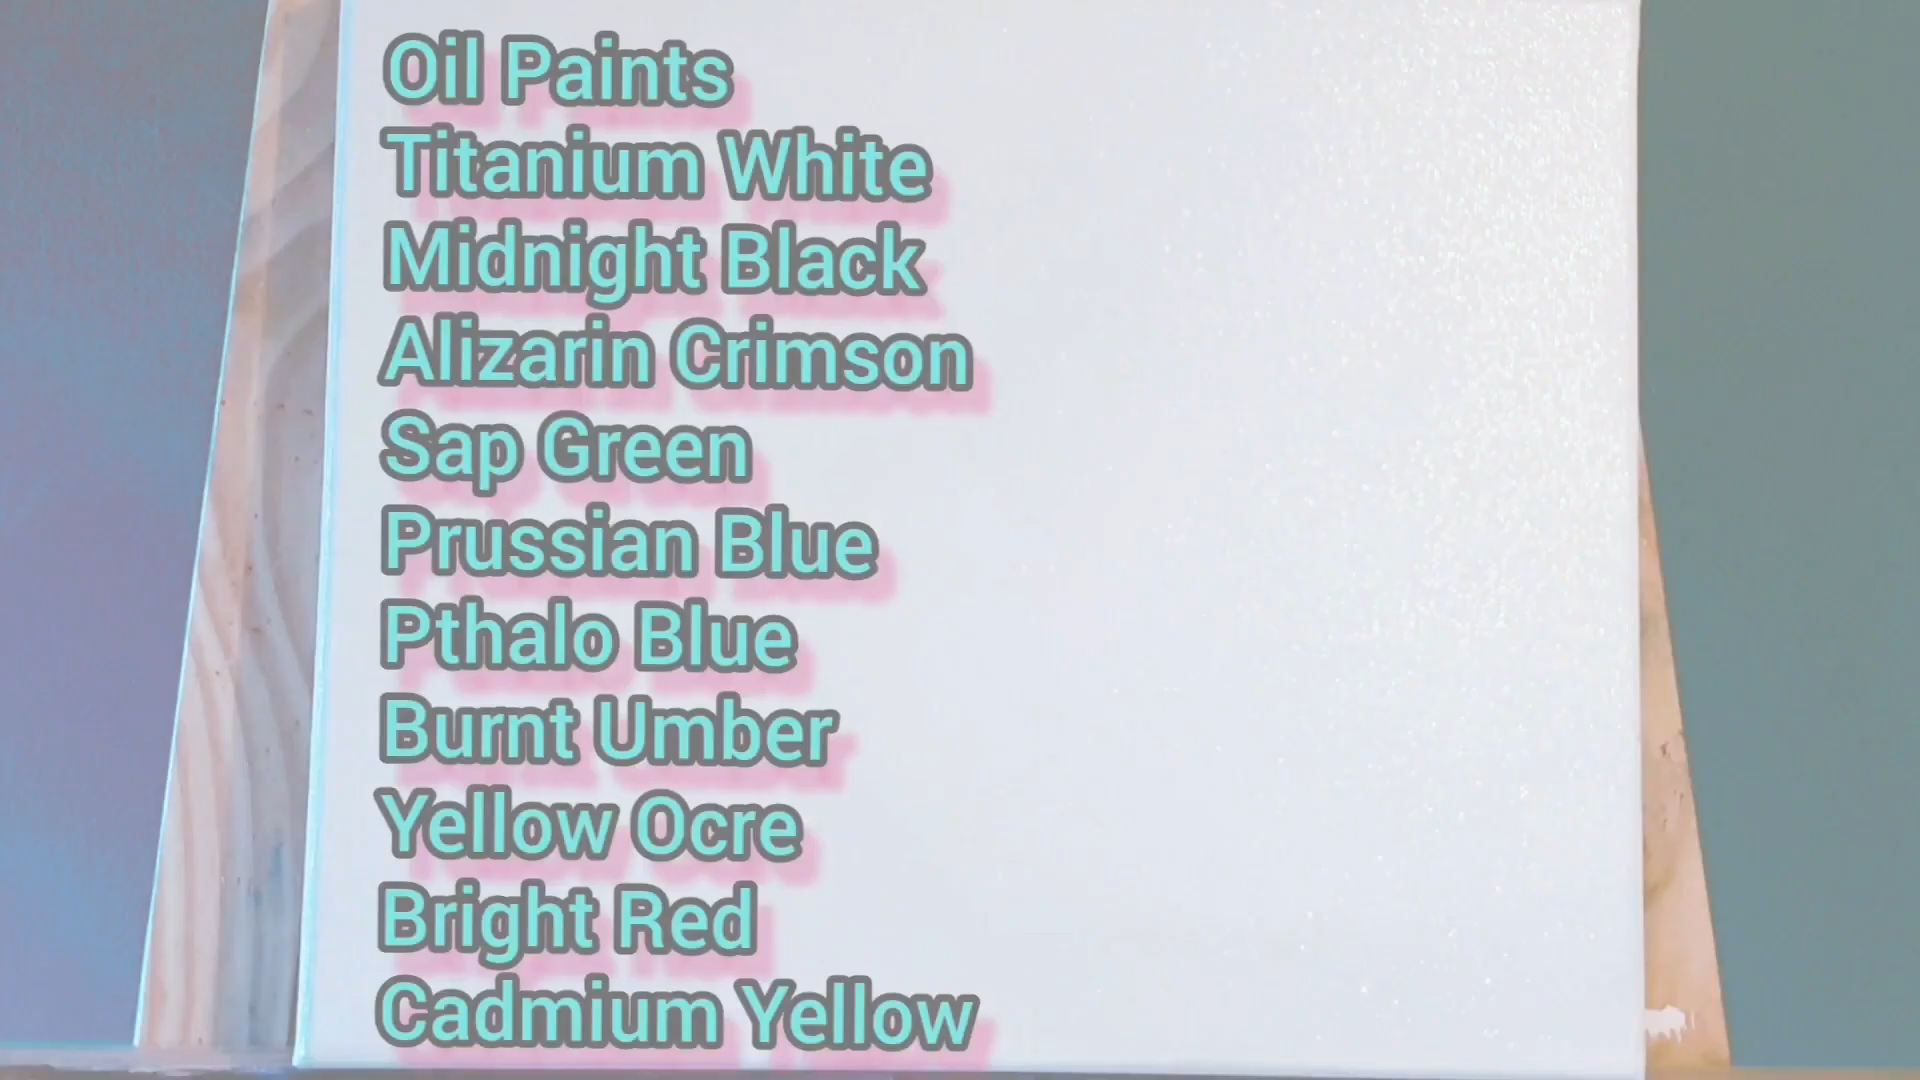 Oil Paints
Titanium White
Midnight Black
Alizarin Crimson
Sap Green
Prussian Blue
Pthalo Blue
Burnt Umber
Yellow Ocre
Bright Red
Cadmium Yellow